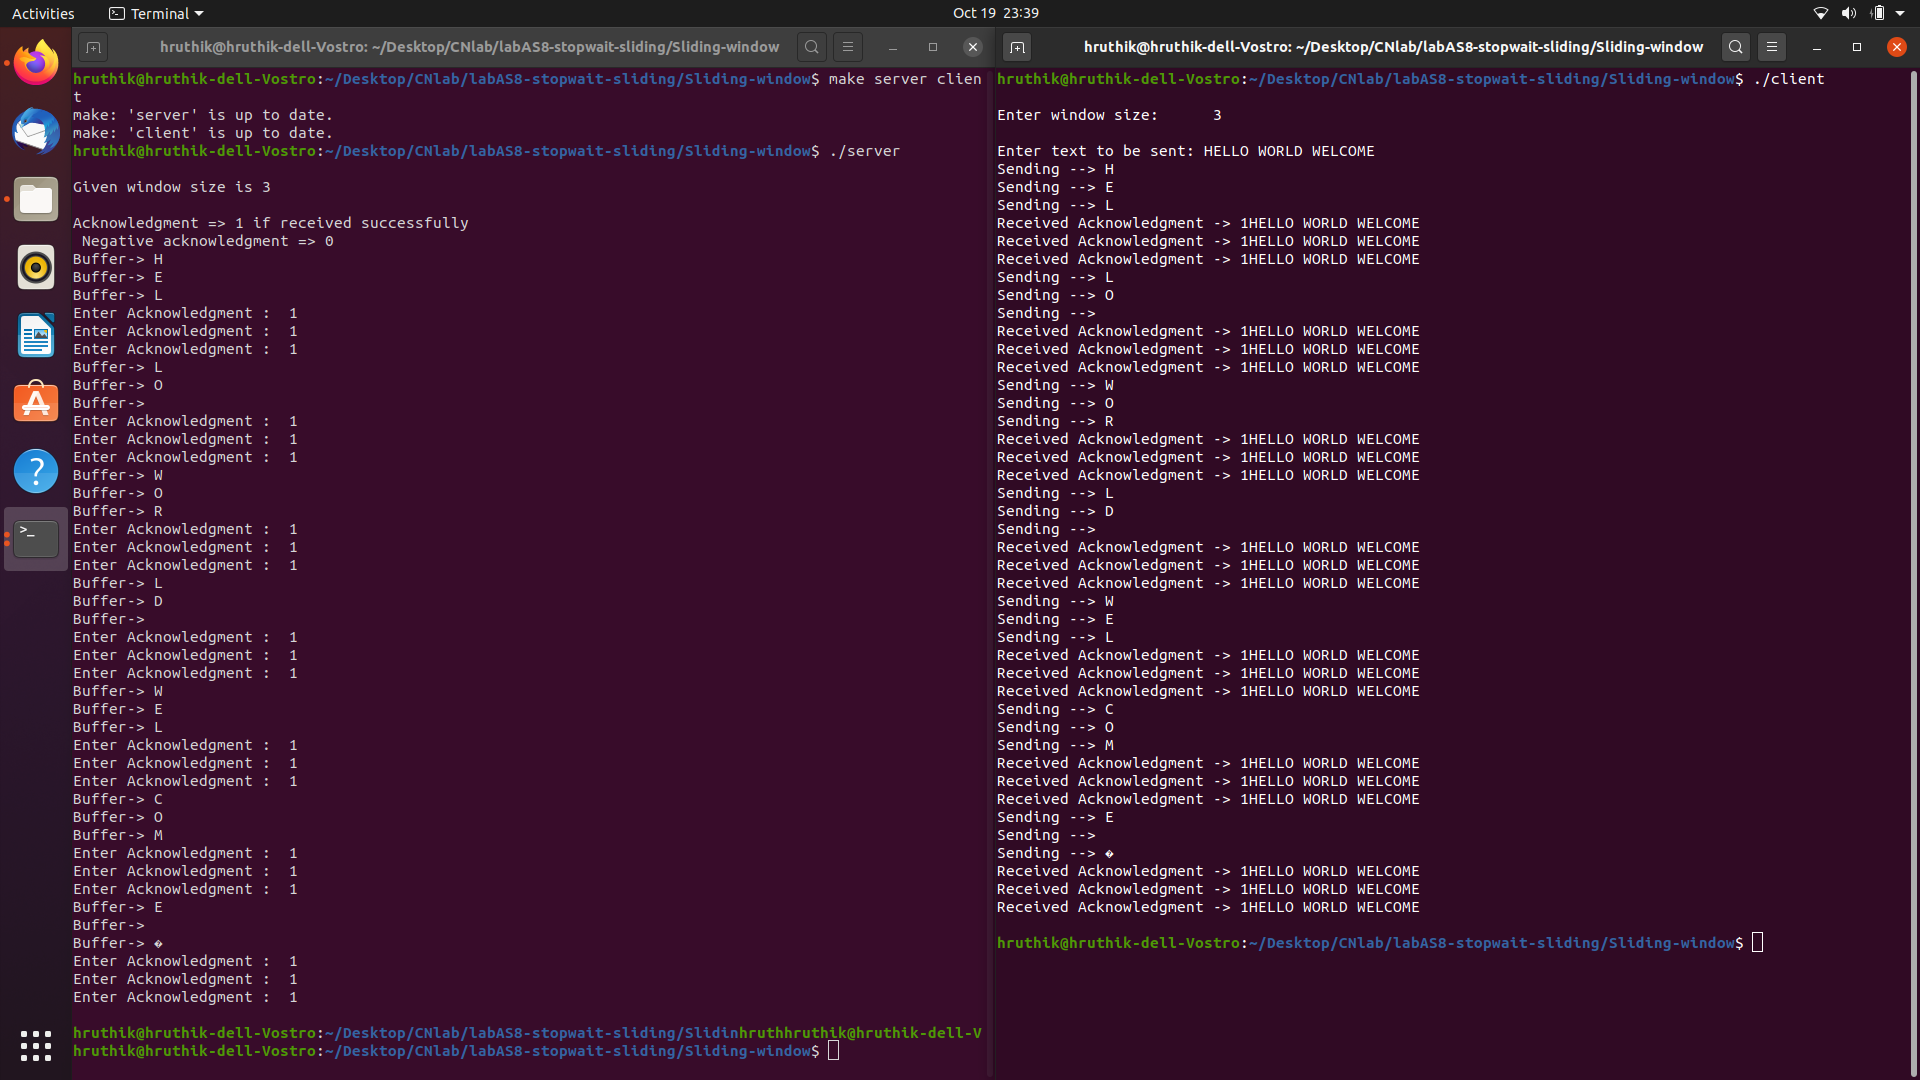 Activities
Terminal
Oct 19 23:39
hruthik@hruthik-dell-Vostro: ~/Desktop/CNlab/labAS8-stopwait-sliding/Sliding-window
hruthik@hruthik-dell-Vostro:~/Desktop/CNlab/labAS8-stopwait-sliding/Sliding-window$ make server clien
t
make: 'server' is up to date.
make: 'client' is up to date.
hruthik@hruthik-dell-Vostro:~/Desktop/CNlab/labAS8-stopwait-sliding/Sliding-window$ ./server
Given window size is 3
Acknowledgment => 1 if received successfully
Negative acknowledgment => 0
Buffer-> H
Buffer-> E
Buffer-> L
Enter Acknowledgment : 1
Enter Acknowledgment : 1
Enter Acknowledgment : 1
Buffer-> L
Buffer-> O
Buffer->
Enter Acknowledgment : 1
Enter Acknowledgment : 1
Enter Acknowledgment : 1
Buffer-> W
Buffer-> O
Buffer-> R
Enter Acknowledgment : 1
Enter Acknowledgment : 1
Enter Acknowledgment : 1
Buffer-> L
Buffer-> D
Buffer->
Enter Acknowledgment : 1
Enter Acknowledgment : 1
Enter Acknowledgment : 1
Buffer-> W
Buffer-> E
Buffer-> L
Enter Acknowledgment : 1
Enter Acknowledgment : 1
Enter Acknowledgment : 1
Buffer-> C
Buffer-> O
Buffer-> M
Enter Acknowledgment : 1
Enter Acknowledgment : 1
Enter Acknowledgment : 1
Buffer-> E
Buffer->
Buffer-> �
Enter Acknowledgment : 1
Enter Acknowledgment : 1
Enter Acknowledgment : 1
hruthik@hruthik-dell-Vostro:~/Desktop/CNlab/labAS8-stopwait-sliding/Slidinhruthhruthik@hruthik-dell-V
hruthik@hruthik-dell-Vostro:~/Desktop/CNlab/labAS8-stopwait-sliding/Sliding-window$
hruthik@hruthik-dell-Vostro: ~/Desktop/CNlab/labAS8-stopwait-sliding/Sliding-window
hruthik@hruthik-dell-Vostro:~/Desktop/CNlab/labAS8-stopwait-sliding/Sliding-window$ ./client
Enter window size: 3
Enter text to be sent: HELLO WORLD WELCOME
Sending --> H
Sending --> E
Sending --> L
Received Acknowledgment -> 1HELLO WORLD WELCOME
Received Acknowledgment -> 1HELLO WORLD WELCOME
Received Acknowledgment -> 1HELLO WORLD WELCOME
Sending --> L
Sending --> O
Sending -->
Received Acknowledgment -> 1HELLO WORLD WELCOME
Received Acknowledgment -> 1HELLO WORLD WELCOME
Received Acknowledgment -> 1HELLO WORLD WELCOME
Sending --> W
Sending --> O
Sending --> R
Received Acknowledgment -> 1HELLO WORLD WELCOME
Received Acknowledgment -> 1HELLO WORLD WELCOME
Received Acknowledgment -> 1HELLO WORLD WELCOME
Sending --> L
Sending --> D
Sending -->
Received Acknowledgment -> 1HELLO WORLD WELCOME
Received Acknowledgment -> 1HELLO WORLD WELCOME
Received Acknowledgment -> 1HELLO WORLD WELCOME
Sending --> W
Sending --> E
Sending --> L
Received Acknowledgment -> 1HELLO WORLD WELCOME
Received Acknowledgment -> 1HELLO WORLD WELCOME
Received Acknowledgment -> 1HELLO WORLD WELCOME
Sending --> C
Sending --> O
Sending --> M
Received Acknowledgment -> 1HELLO WORLD WELCOME
Received Acknowledgment -> 1HELLO WORLD WELCOME
Received Acknowledgment -> 1HELLO WORLD WELCOME
Sending --> E
Sending -->
Sending --> �
Received Acknowledgment -> 1HELLO WORLD WELCOME
Received Acknowledgment -> 1HELLO WORLD WELCOME
Received Acknowledgment -> 1HELLO WORLD WELCOME
hruthik@hruthik-dell-Vostro:~/Desktop/CNlab/labAS8-stopwait-sliding/Sliding-window$